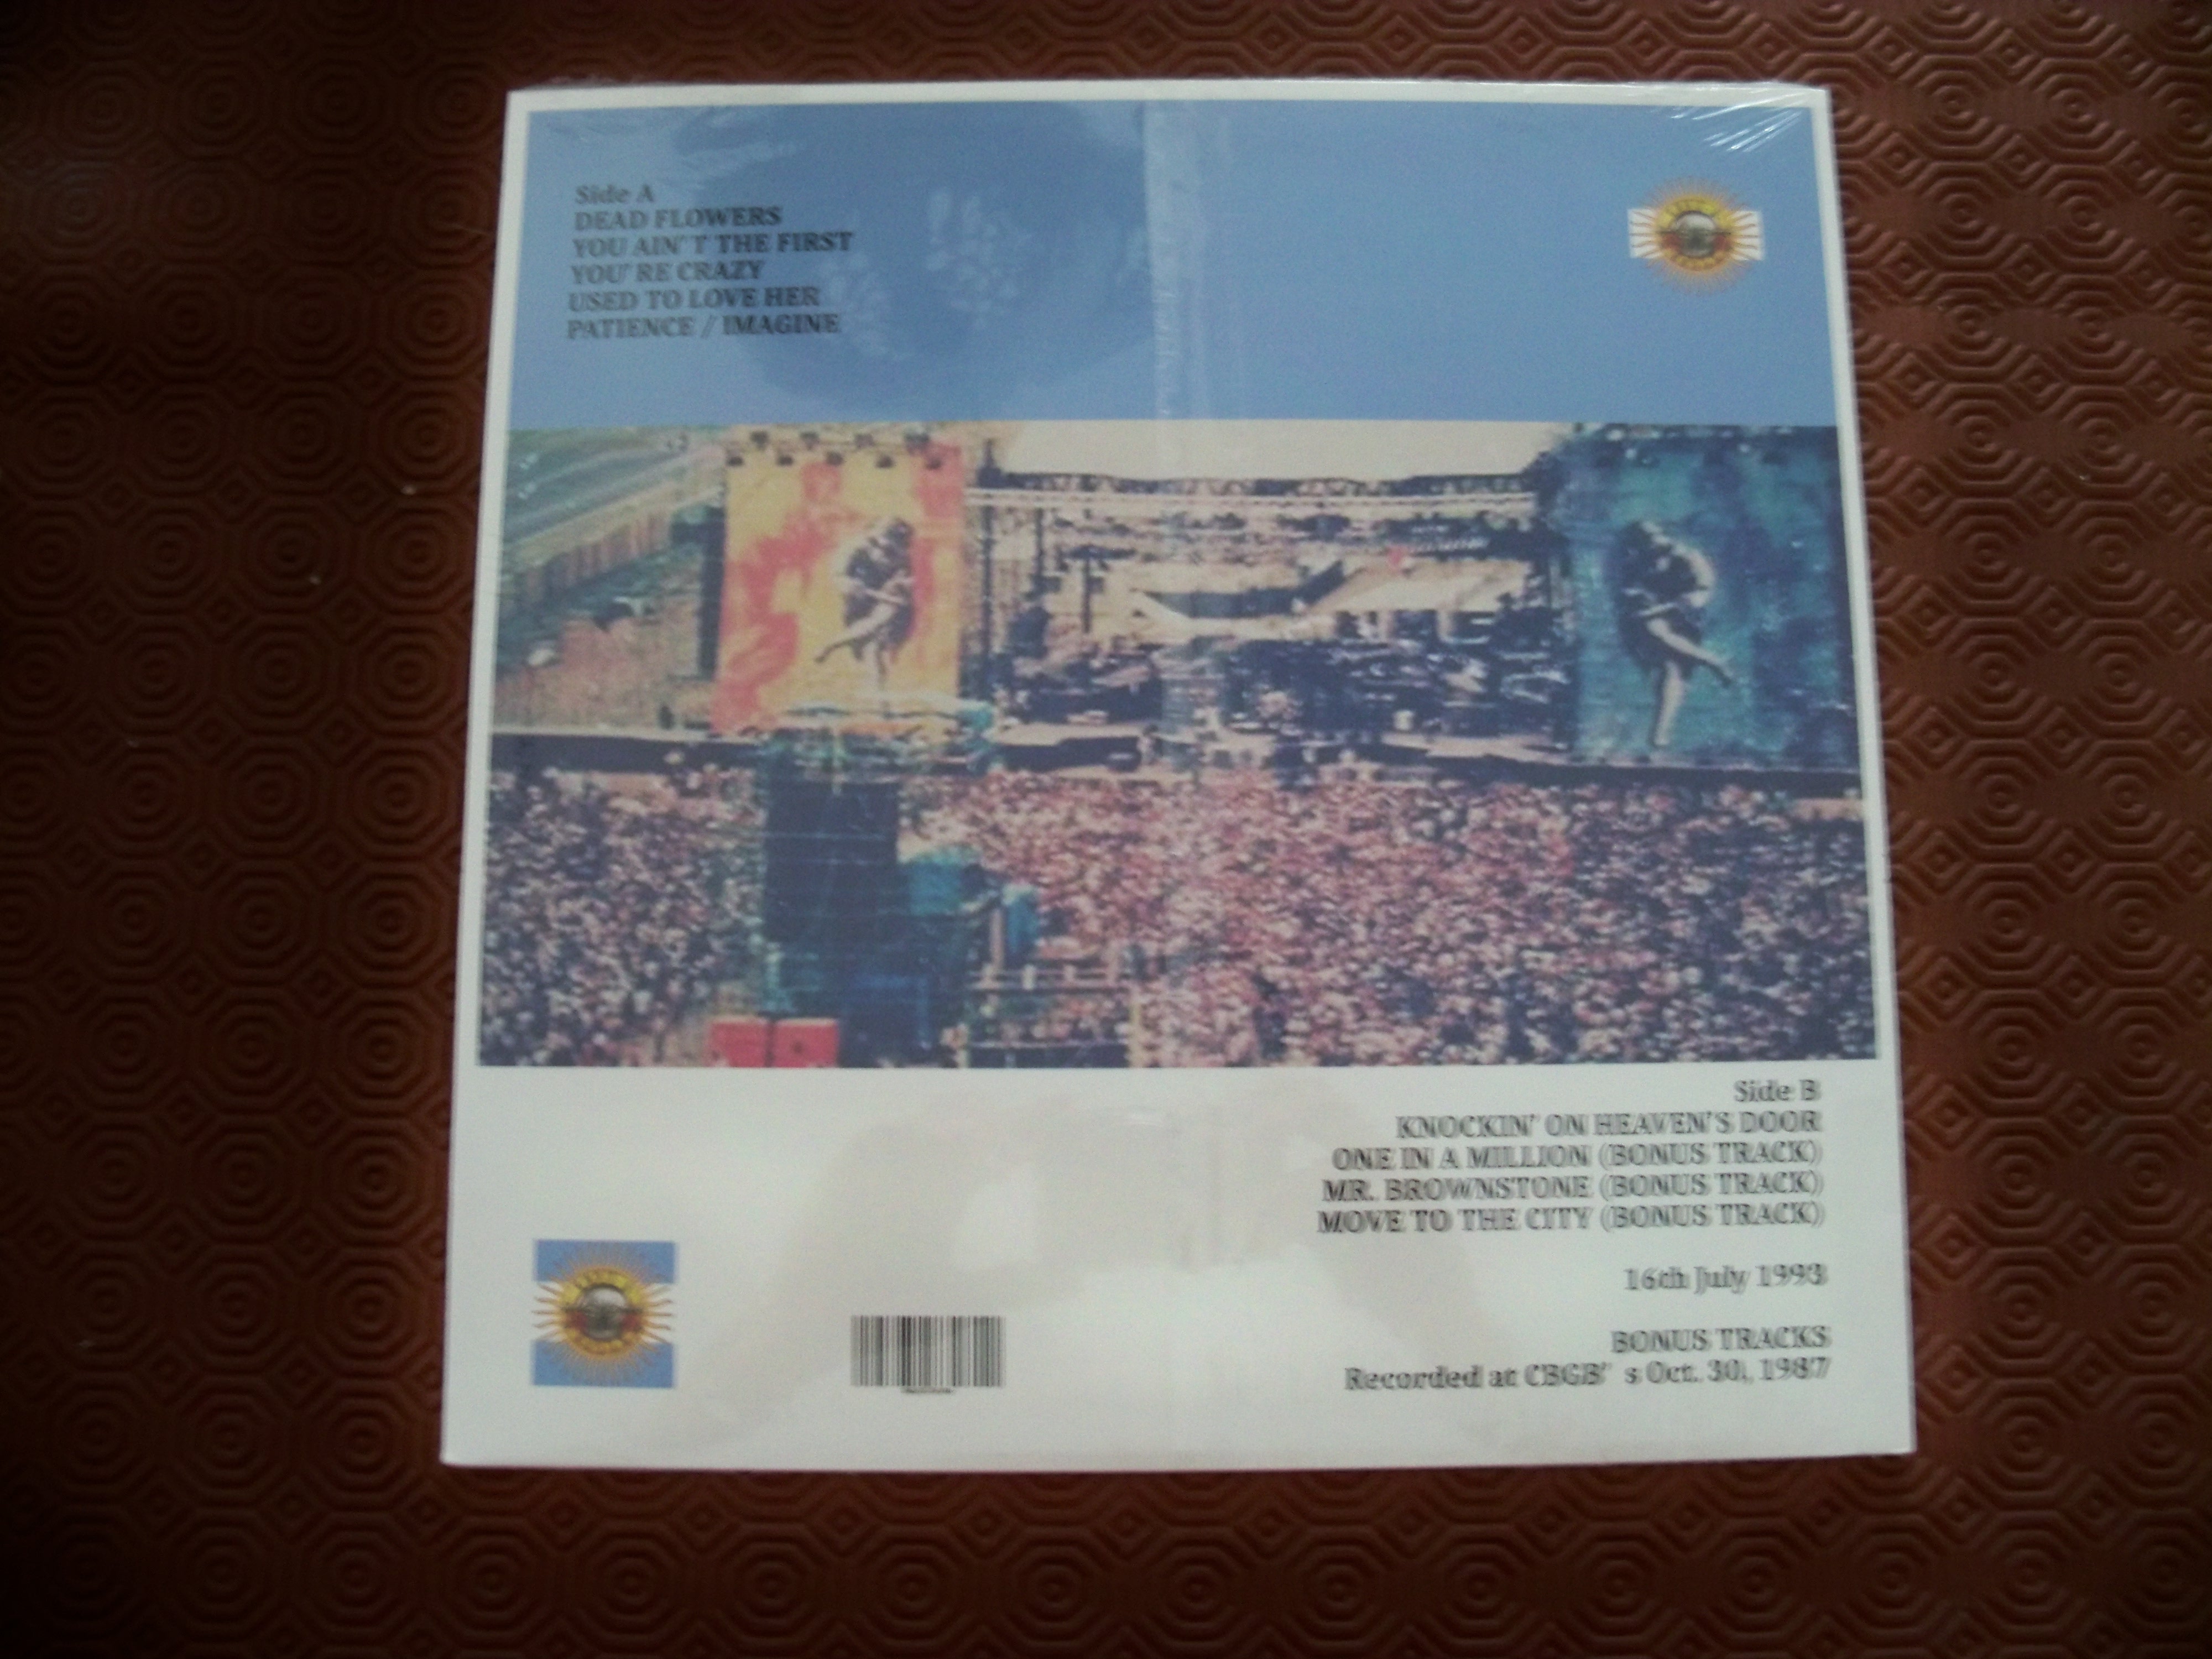 Side A
DEAD FLOWERS
YOU AIN'T THE FIRST
YOU'RE CRAZY
USED TO LOVE HER
PATIENCE / IMAGINE
Side B
KNOCKIN' ON HEAVEN'S DOOR
ONE IN A MILLION (BONUS TRACK)
MR. BROWNSTONE (BONUS TRACK)
MOVE TO THE CITY (BONUS TRACK)
16th July 1993
BONUS TRACKS
Recorded at CBGB' s Oct. 30, 1987